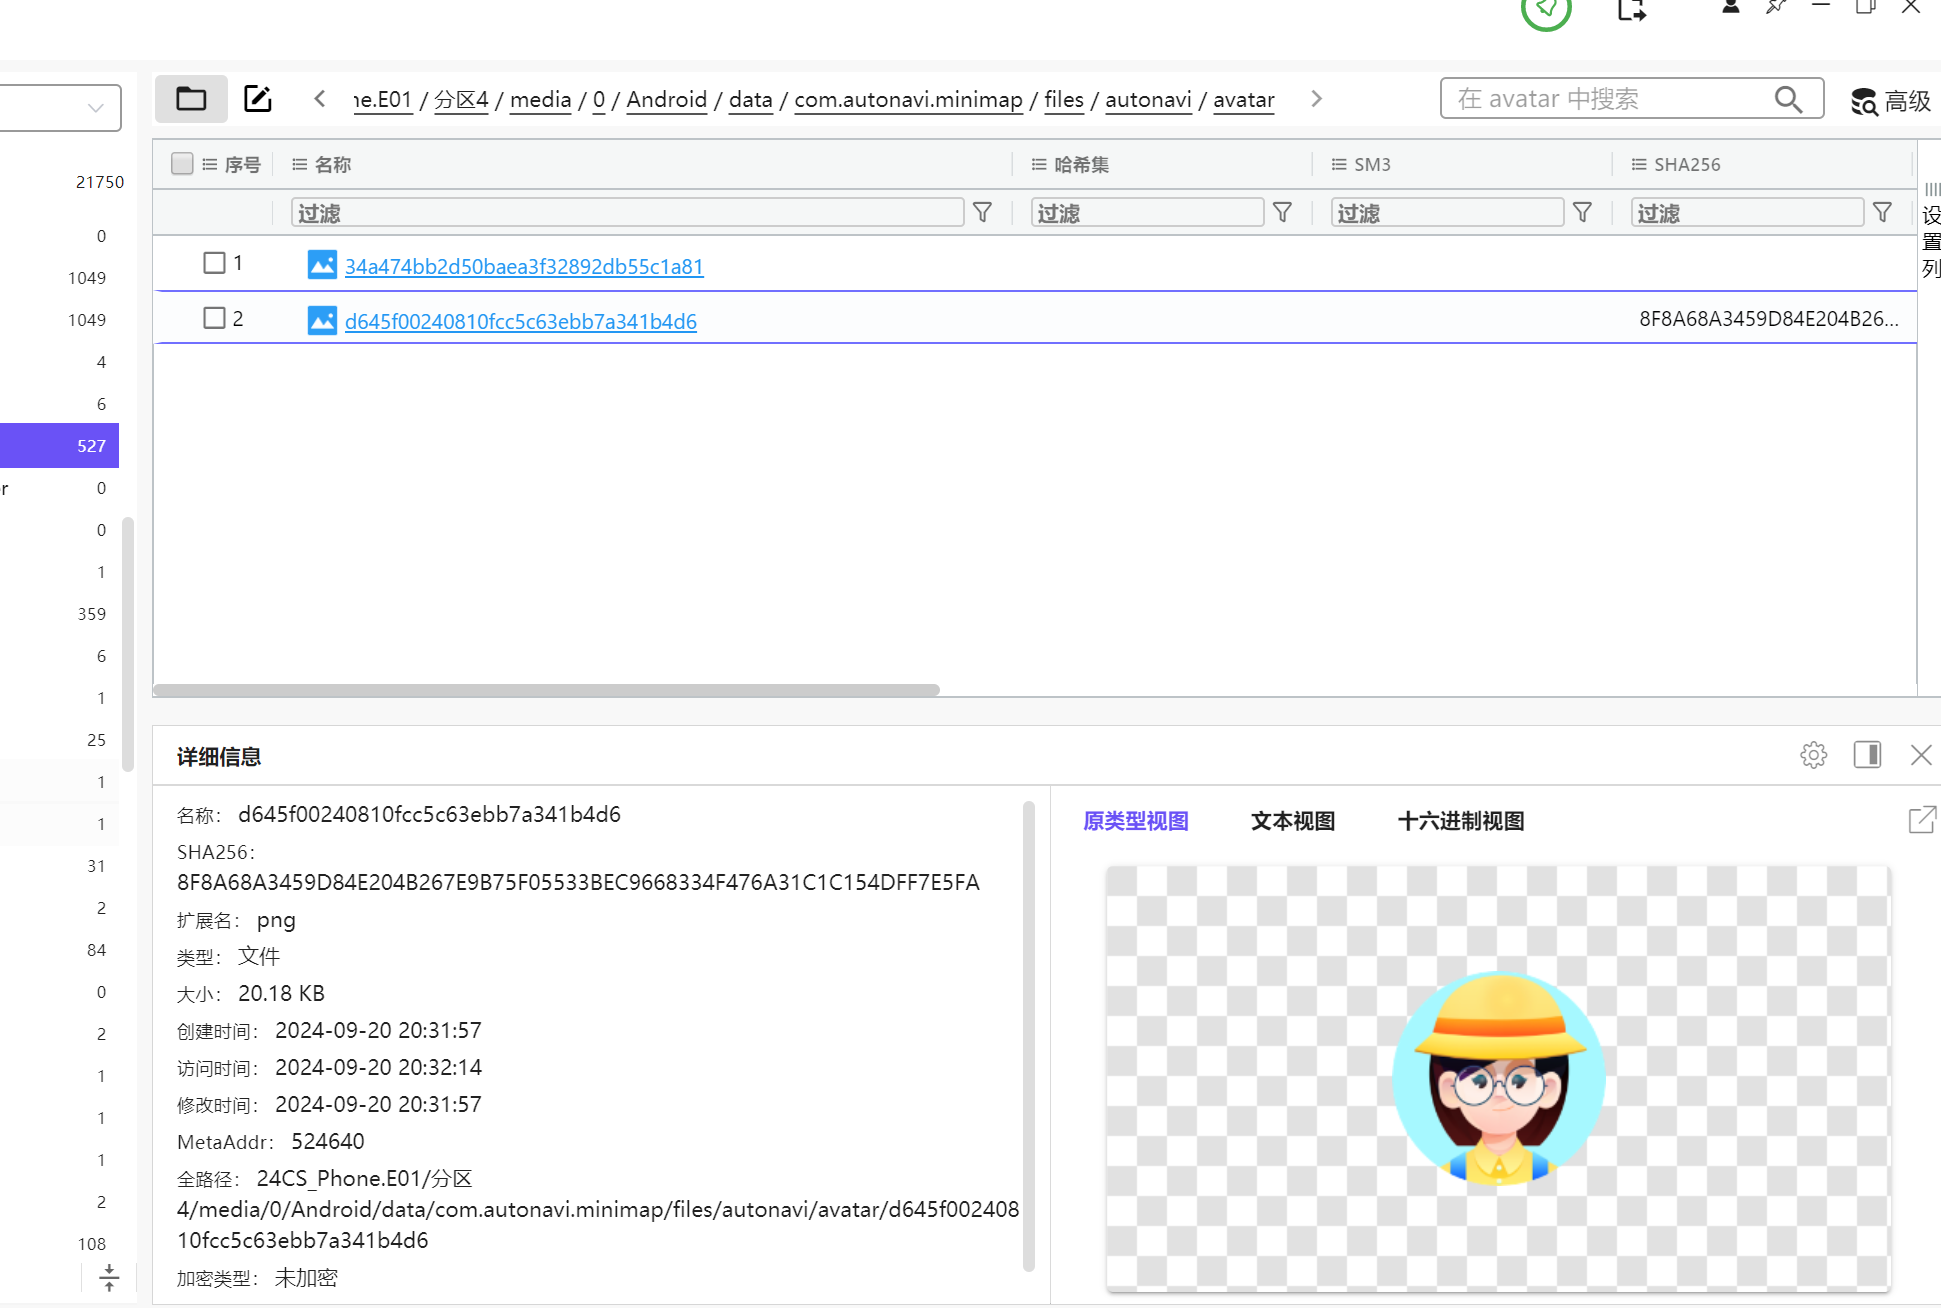 ne.E01 / 分区4 / media / 0 / Android / data / com.autonavi.minimap / files / autonavi / avatar
在 avatar 中搜索
高级
序号 名称 哈希集 SM3 SHA256
过滤 过滤 过滤 过滤
1 34a474bb2d50baea3f32892db55c1a81
2 d645f00240810fcc5c63ebb7a341b4d6 8F8A68A3459D84E204B26...
设
置
列
21750
0
1049
1049
4
6
527
r 0
0
1
359
6
1
25
1
1
31
2
84
0
2
1
1
1
2
108
详细信息
名称： d645f00240810fcc5c63ebb7a341b4d6
SHA256：
8F8A68A3459D84E204B267E9B75F05533BEC9668334F476A31C1C154DFF7E5FA
扩展名： png
类型： 文件
大小： 20.18 KB
创建时间： 2024-09-20 20:31:57
访问时间： 2024-09-20 20:32:14
修改时间： 2024-09-20 20:31:57
MetaAddr： 524640
全路径： 24CS_Phone.E01/分区
4/media/0/Android/data/com.autonavi.minimap/files/autonavi/avatar/d645f002408
10fcc5c63ebb7a341b4d6
加密类型： 未加密
原类型视图 文本视图 十六进制视图